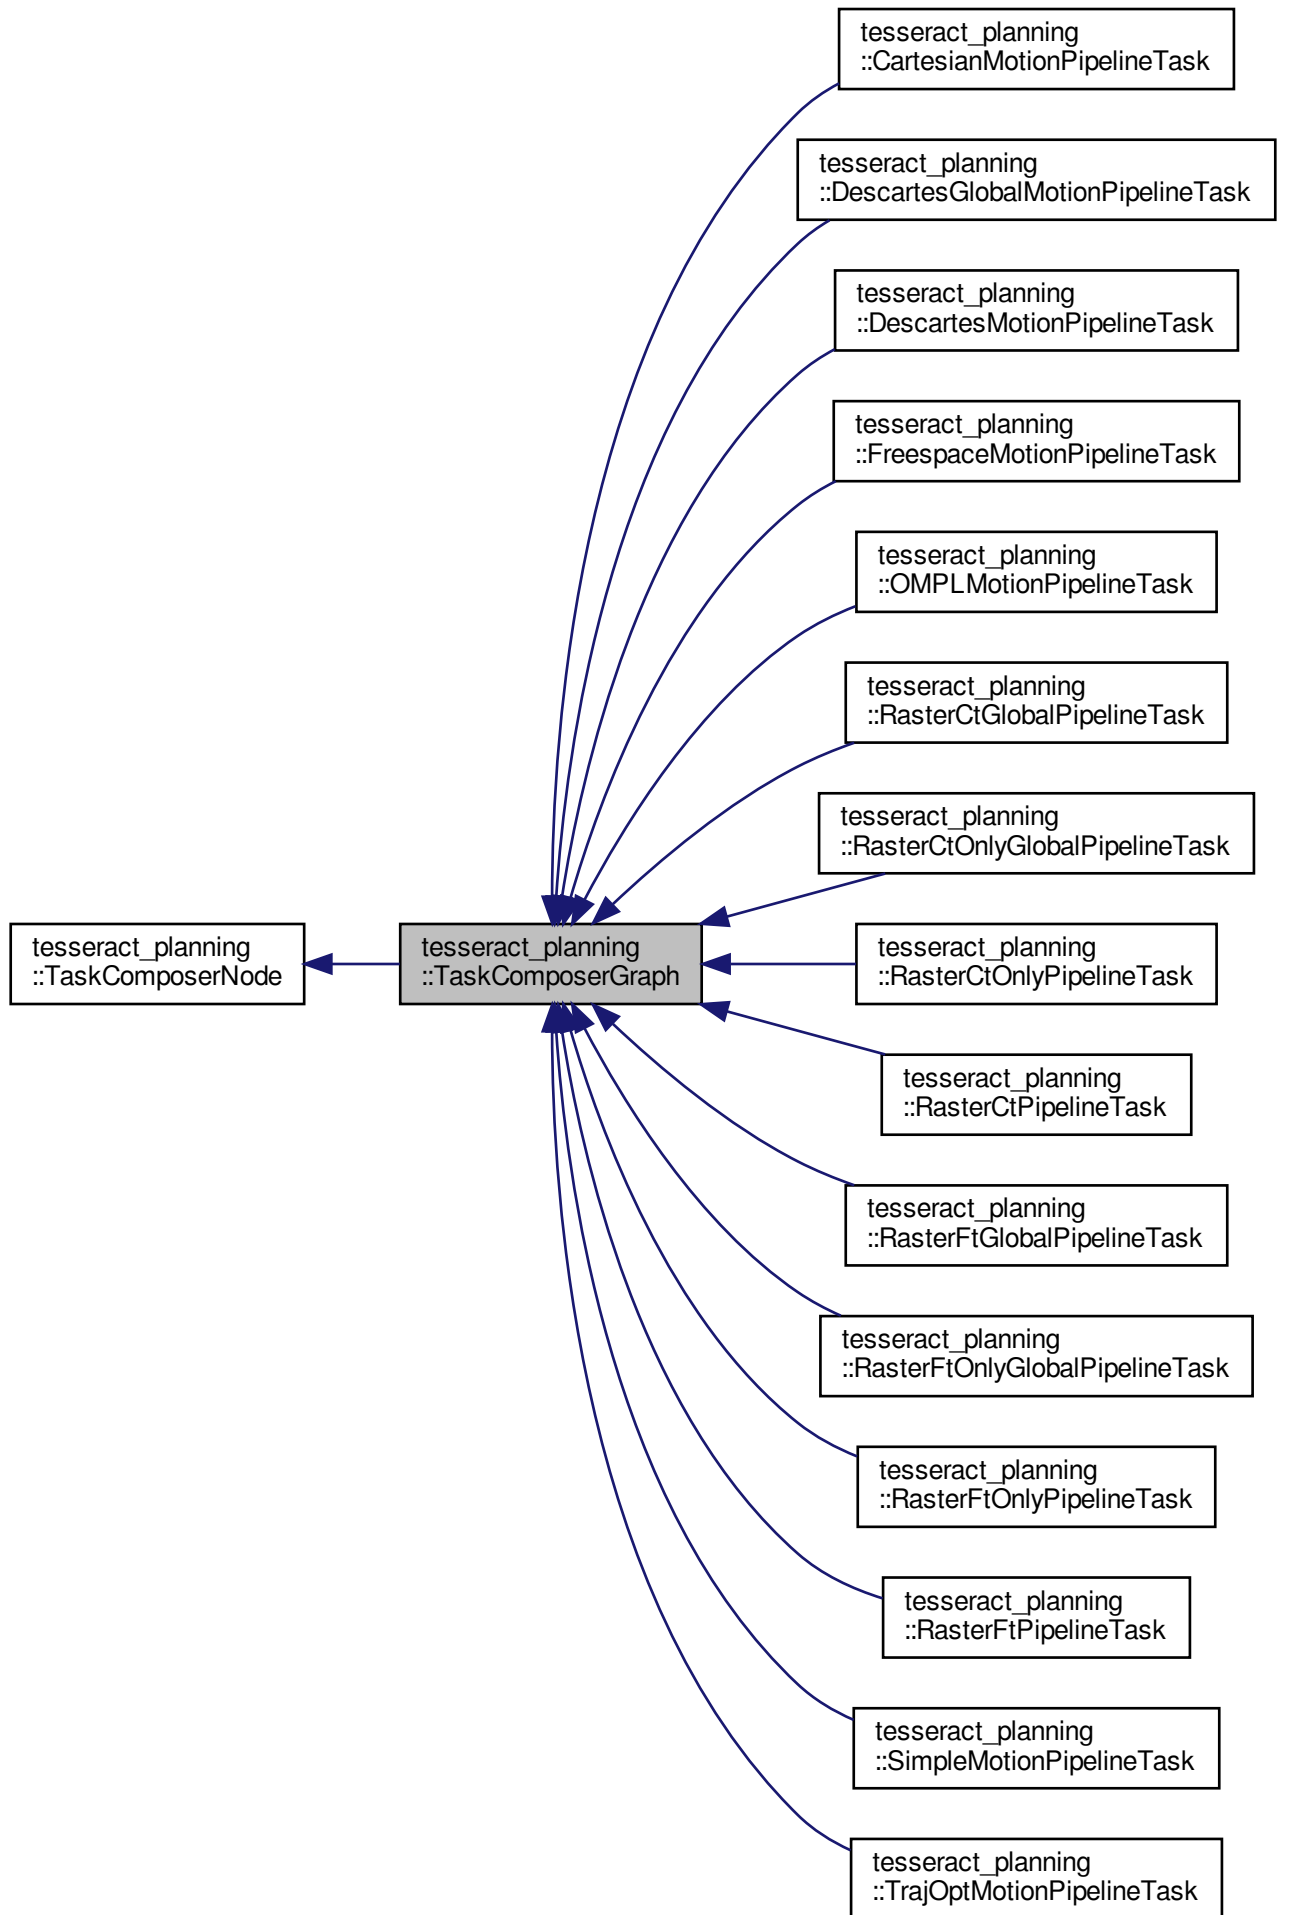 tesseract_planning
::CartesianMotionPipelineTask
tesseract_planning
::DescartesGlobalMotionPipelineTask
tesseract_planning
::DescartesMotionPipelineTask
tesseract_planning
::FreespaceMotionPipelineTask
tesseract_planning
::OMPLMotionPipelineTask
tesseract_planning
::RasterCtGlobalPipelineTask
tesseract_planning
::RasterCtOnlyGlobalPipelineTask
tesseract_planning
::TaskComposerNode
tesseract_planning
::TaskComposerGraph
tesseract_planning
::RasterCtOnlyPipelineTask
tesseract_planning
::RasterCtPipelineTask
tesseract_planning
::RasterFtGlobalPipelineTask
tesseract_planning
::RasterFtOnlyGlobalPipelineTask
tesseract_planning
::RasterFtOnlyPipelineTask
tesseract_planning
::RasterFtPipelineTask
tesseract_planning
::SimpleMotionPipelineTask
tesseract_planning
::TrajOptMotionPipelineTask